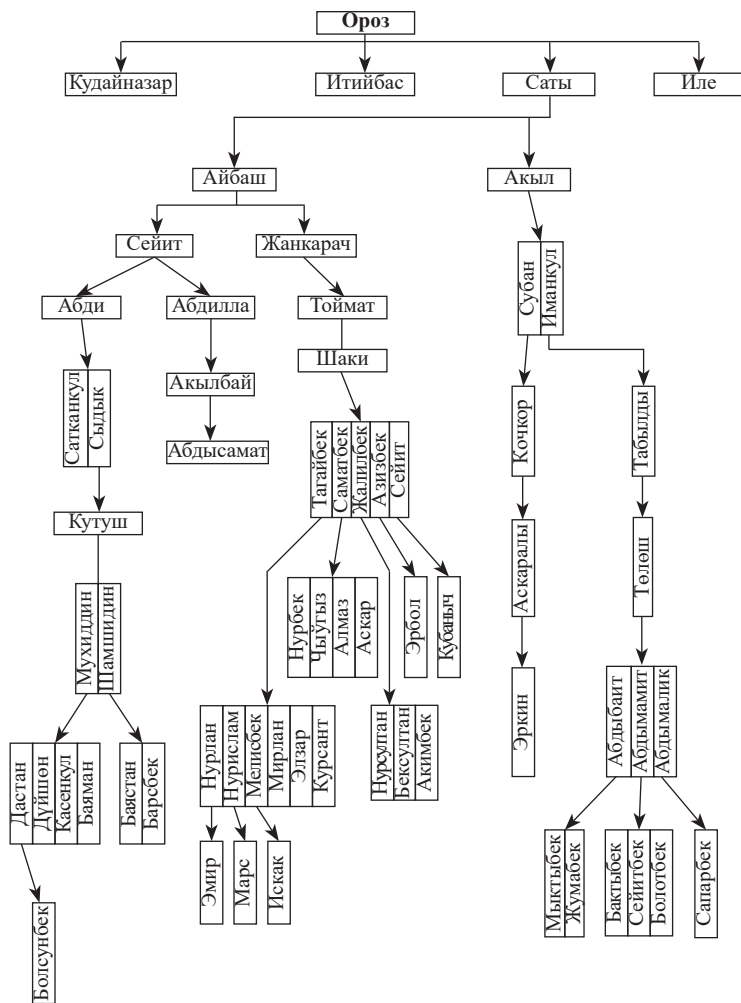 Ороз
Кудайназар
Итийбас
Саты
Иле
Айбаш
Акыл
Сейит
Жанкарач
Субан
Иманкул
Абди
Абдилла
Тоймат
Шаки
Сатканкул
Сыдык
Акылбай
Кочкор
Табылды
Абдысамат
Тагайбек
Саматбек
Жалилбек
Азизбек
Сейит
Кутуш
Аскаралы
Төлөш
Нурбек
Чыӊгыз
Алмаз
Аскар
Эрбол
Кубаныч
Мухиддин
Шамшидин
Эркин
Абдыбаит
Абдымамит
Абдымалик
Нурлан
Нурислам
Мелисбек
Мирлан
Элзар
Курсант
Нурсултан
Бексултан
Акимбек
Дастан
Дүйшөн
Касенкул
Баяман
Баястан
Барсбек
Эмир
Марс
Искак
Мыктыбек
Жумабек
Бактыбек
Сейитбек
Болотбек
Сапарбек
Болсунбек